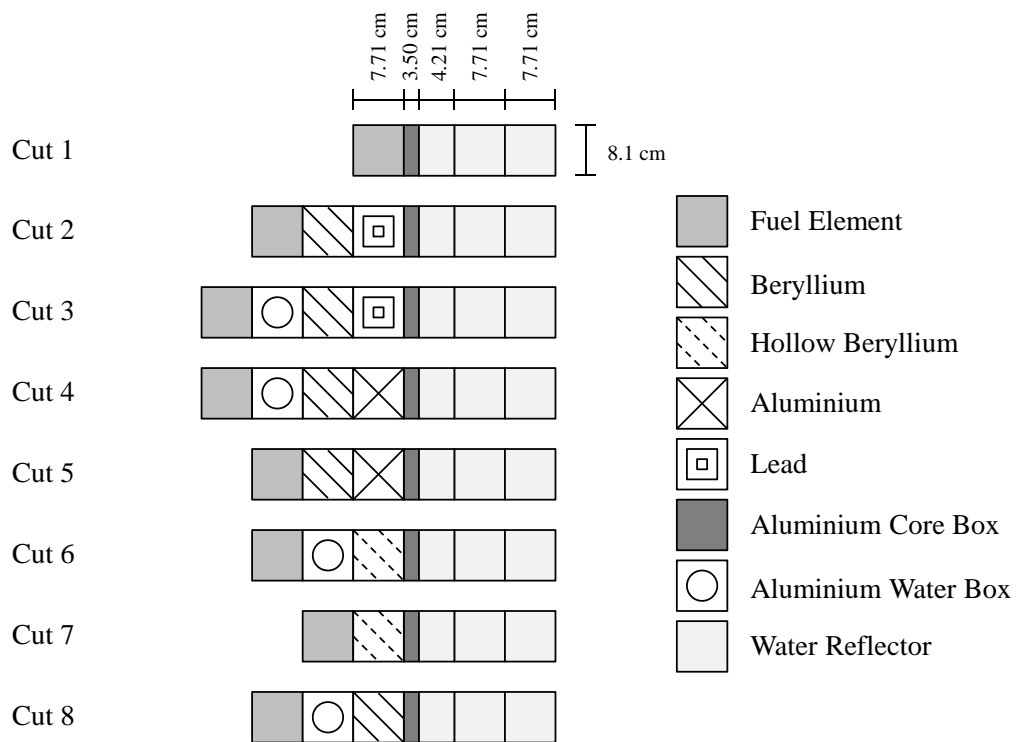 7.71 cm
3.50 cm
4.21 cm
7.71 cm
7.71 cm
Cut 1
8.1 cm
Cut 2
Cut 3
Cut 4
Cut 5
Cut 6
Cut 7
Cut 8
Fuel Element
Beryllium
Hollow Beryllium
Aluminium
Lead
Aluminium Core Box
Aluminium Water Box
Water Reflector